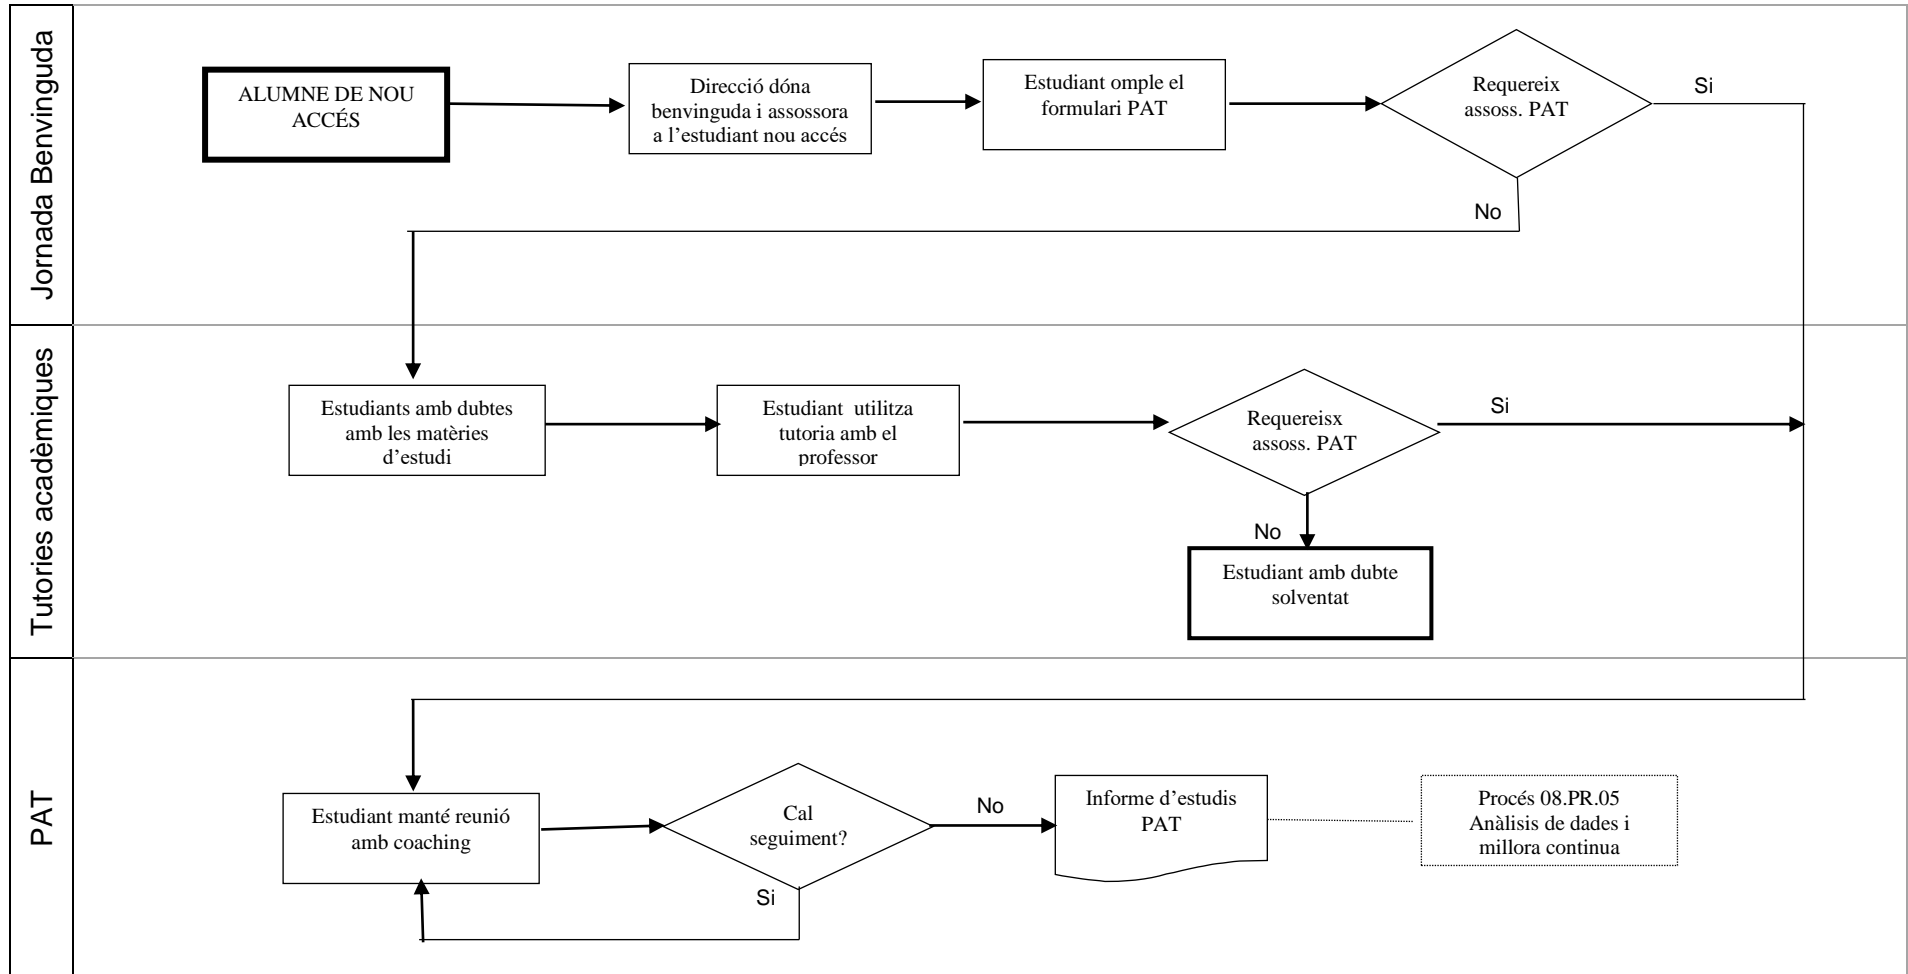 Jornada Benvinguda
ALUMNE DE NOU
ACCÉS
Direcció dóna
benvinguda i assossora
a l’estudiant nou accés
Estudiant omple el
formulari PAT
Requereix
assoss. PAT
Si
No
Tutories acadèmiques
Estudiants amb dubtes
amb les matèries
d’estudi
Estudiant utilitza
tutoria amb el
professor
Requereisx
assoss. PAT
Si
No
Estudiant amb dubte
solventat
PAT
Estudiant manté reunió
amb coaching
Cal
seguiment?
No
Si
Informe d’estudis
PAT
Procés 08.PR.05
Anàlisis de dades i
millora continua